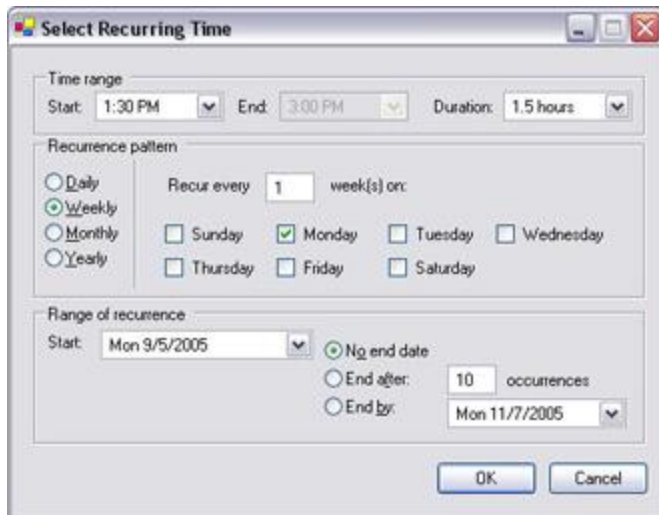 Select Recurring Time
Time range
Start: 1:30 PM End: 3:00 PM Duration: 1.5 hours
Recurrence pattern
Daily
Weekly
Monthly
Yearly
Recur every 1 week(s) on:
Sunday Monday Tuesday Wednesday
Thursday Friday Saturday
Range of recurrence
Start: Mon 9/5/2005
No end date
End after: 10 occurrences
End by: Mon 11/7/2005
OK Cancel